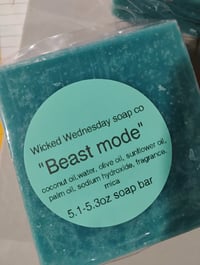 Wicked Wednesday soap co
"Beast mode"
coconut oil,water, olive oil, sunflower oil,
palm oil, sodium hydroxide, fragrance,
mica
5.1-5.3oz soap bar